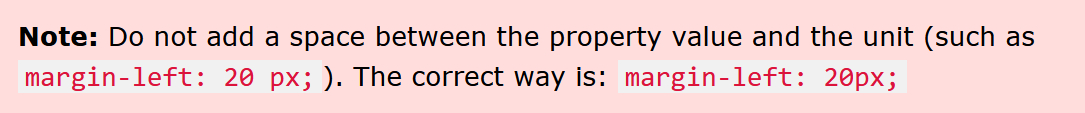 Note: Do not add a space between the property value and the unit (such as
margin-left: 20 px;). The correct way is: margin-left: 20px;